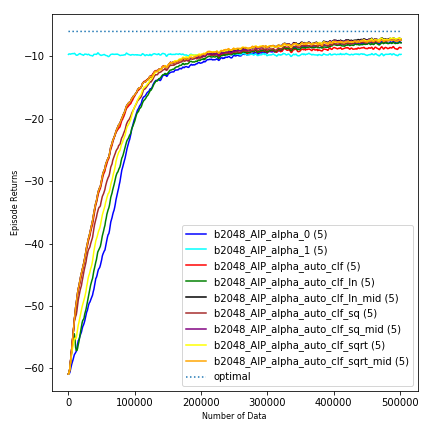 Episode Returns
−10
−20
−30
−40
−50
−60
b2048_AIP_alpha_0 (5)
b2048_AIP_alpha_1 (5)
b2048_AIP_alpha_auto_clf (5)
b2048_AIP_alpha_auto_clf_ln (5)
b2048_AIP_alpha_auto_clf_ln_mid (5)
b2048_AIP_alpha_auto_clf_sq (5)
b2048_AIP_alpha_auto_clf_sq_mid (5)
b2048_AIP_alpha_auto_clf_sqrt (5)
b2048_AIP_alpha_auto_clf_sqrt_mid (5)
optimal
0 100000 200000 300000 400000 500000
Number of Data